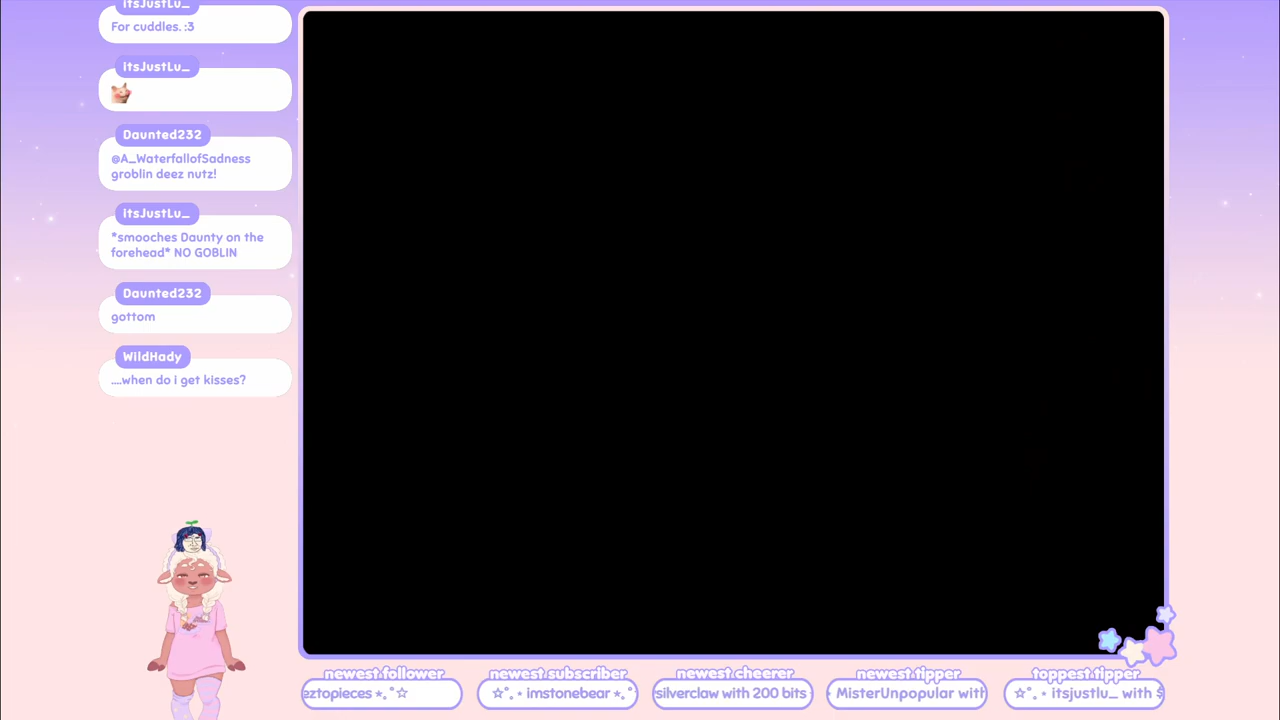 itsJustLu_
For cuddles. :3
itsJustLu_
Daunted232
@A_WaterfallofSadness
groblin deez nutz!
itsJustLu_
*smooches Daunty on the
forehead* NO GOBLIN
Daunted232
gottom
WildHady
....when do i get kisses?
newest follower
eztopieces
newest subscriber
imstonebear
newest cheerer
silverclaw with 200 bits
newest tipper
MisterUnpopular with
toppest tipper
itsjustlu_ with $